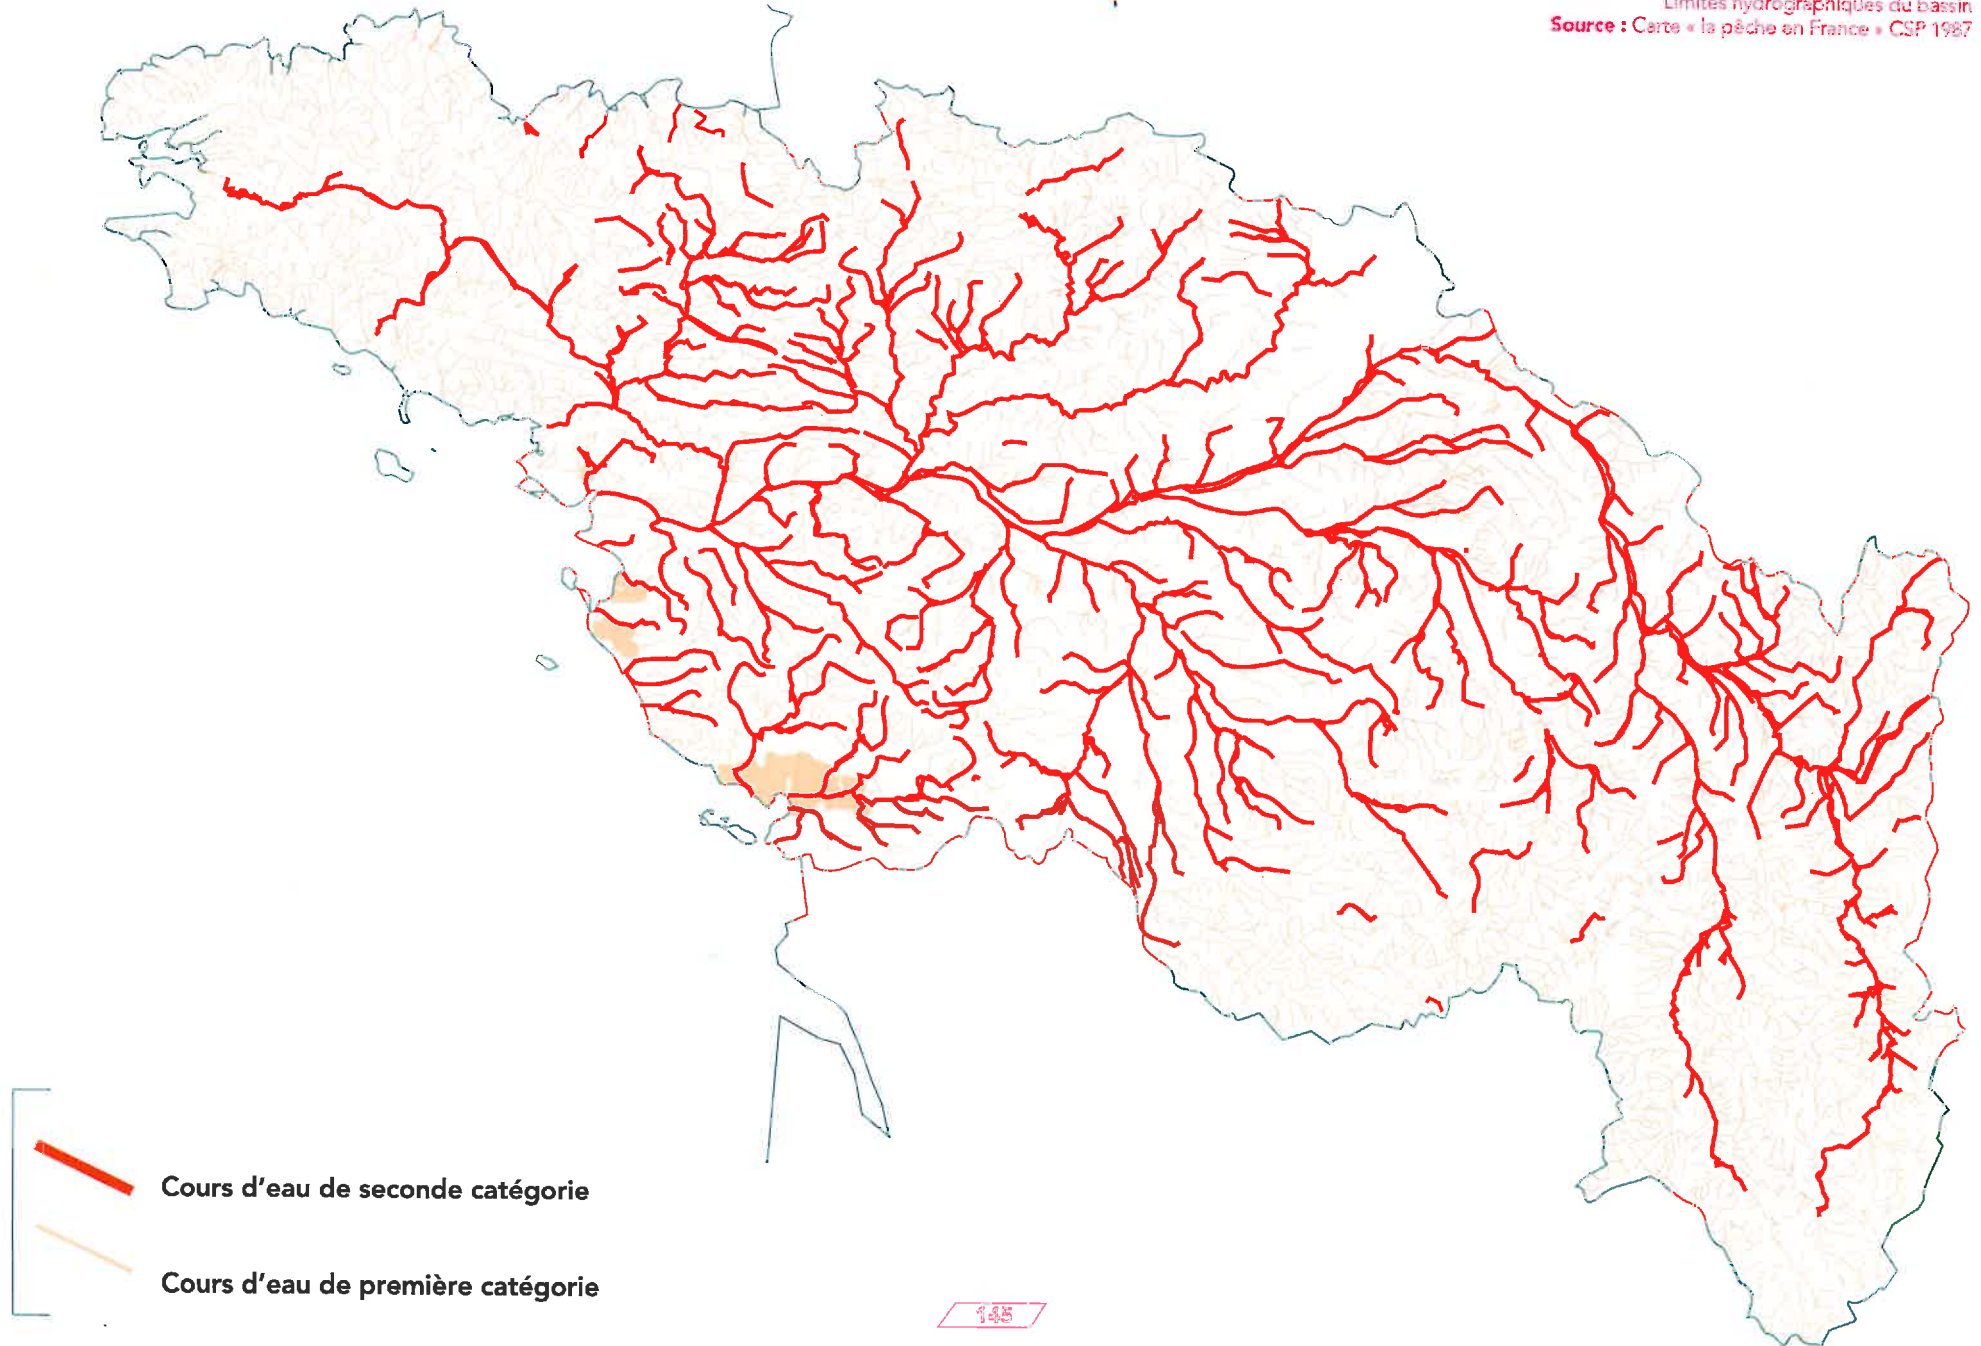 Limites hydrographiques du bassin
Source : Carte « la pêche en France » CSP 1987
Cours d'eau de seconde catégorie
Cours d'eau de première catégorie
145